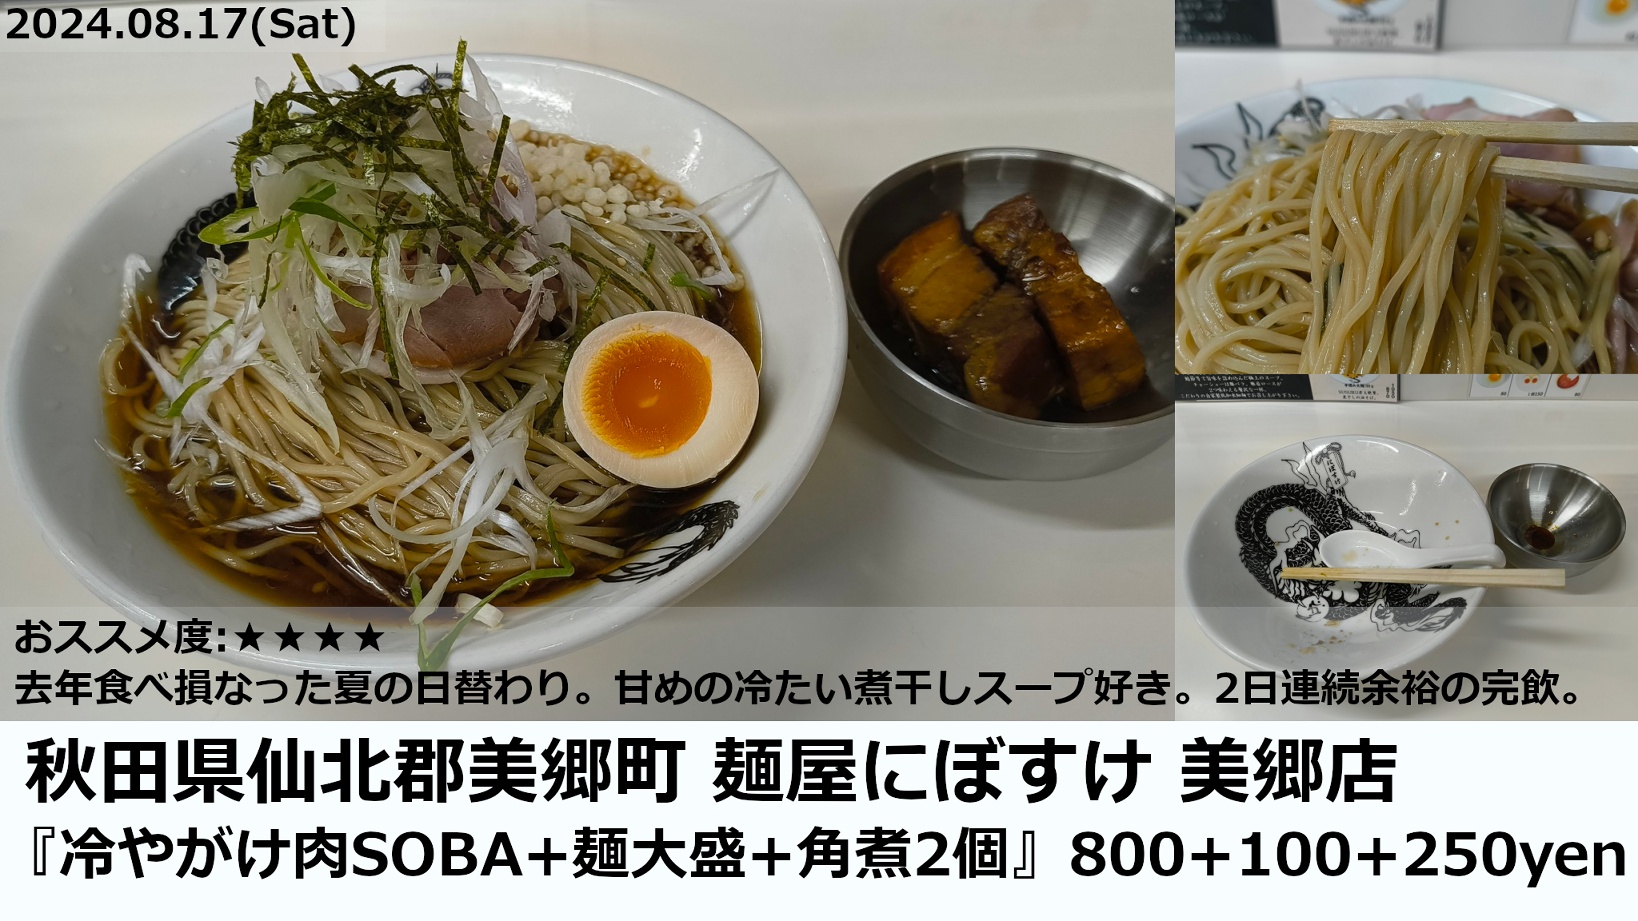 2024.08.17(Sat)
おススメ度:★★★★
去年食べ損なった夏の日替わり。甘めの冷たい煮干しスープ好き。2日連続余裕の完飲。
秋田県仙北郡美郷町 麺屋にぼすけ 美郷店
『冷やがけ肉SOBA+麺大盛+角煮2個』800+100+250yen